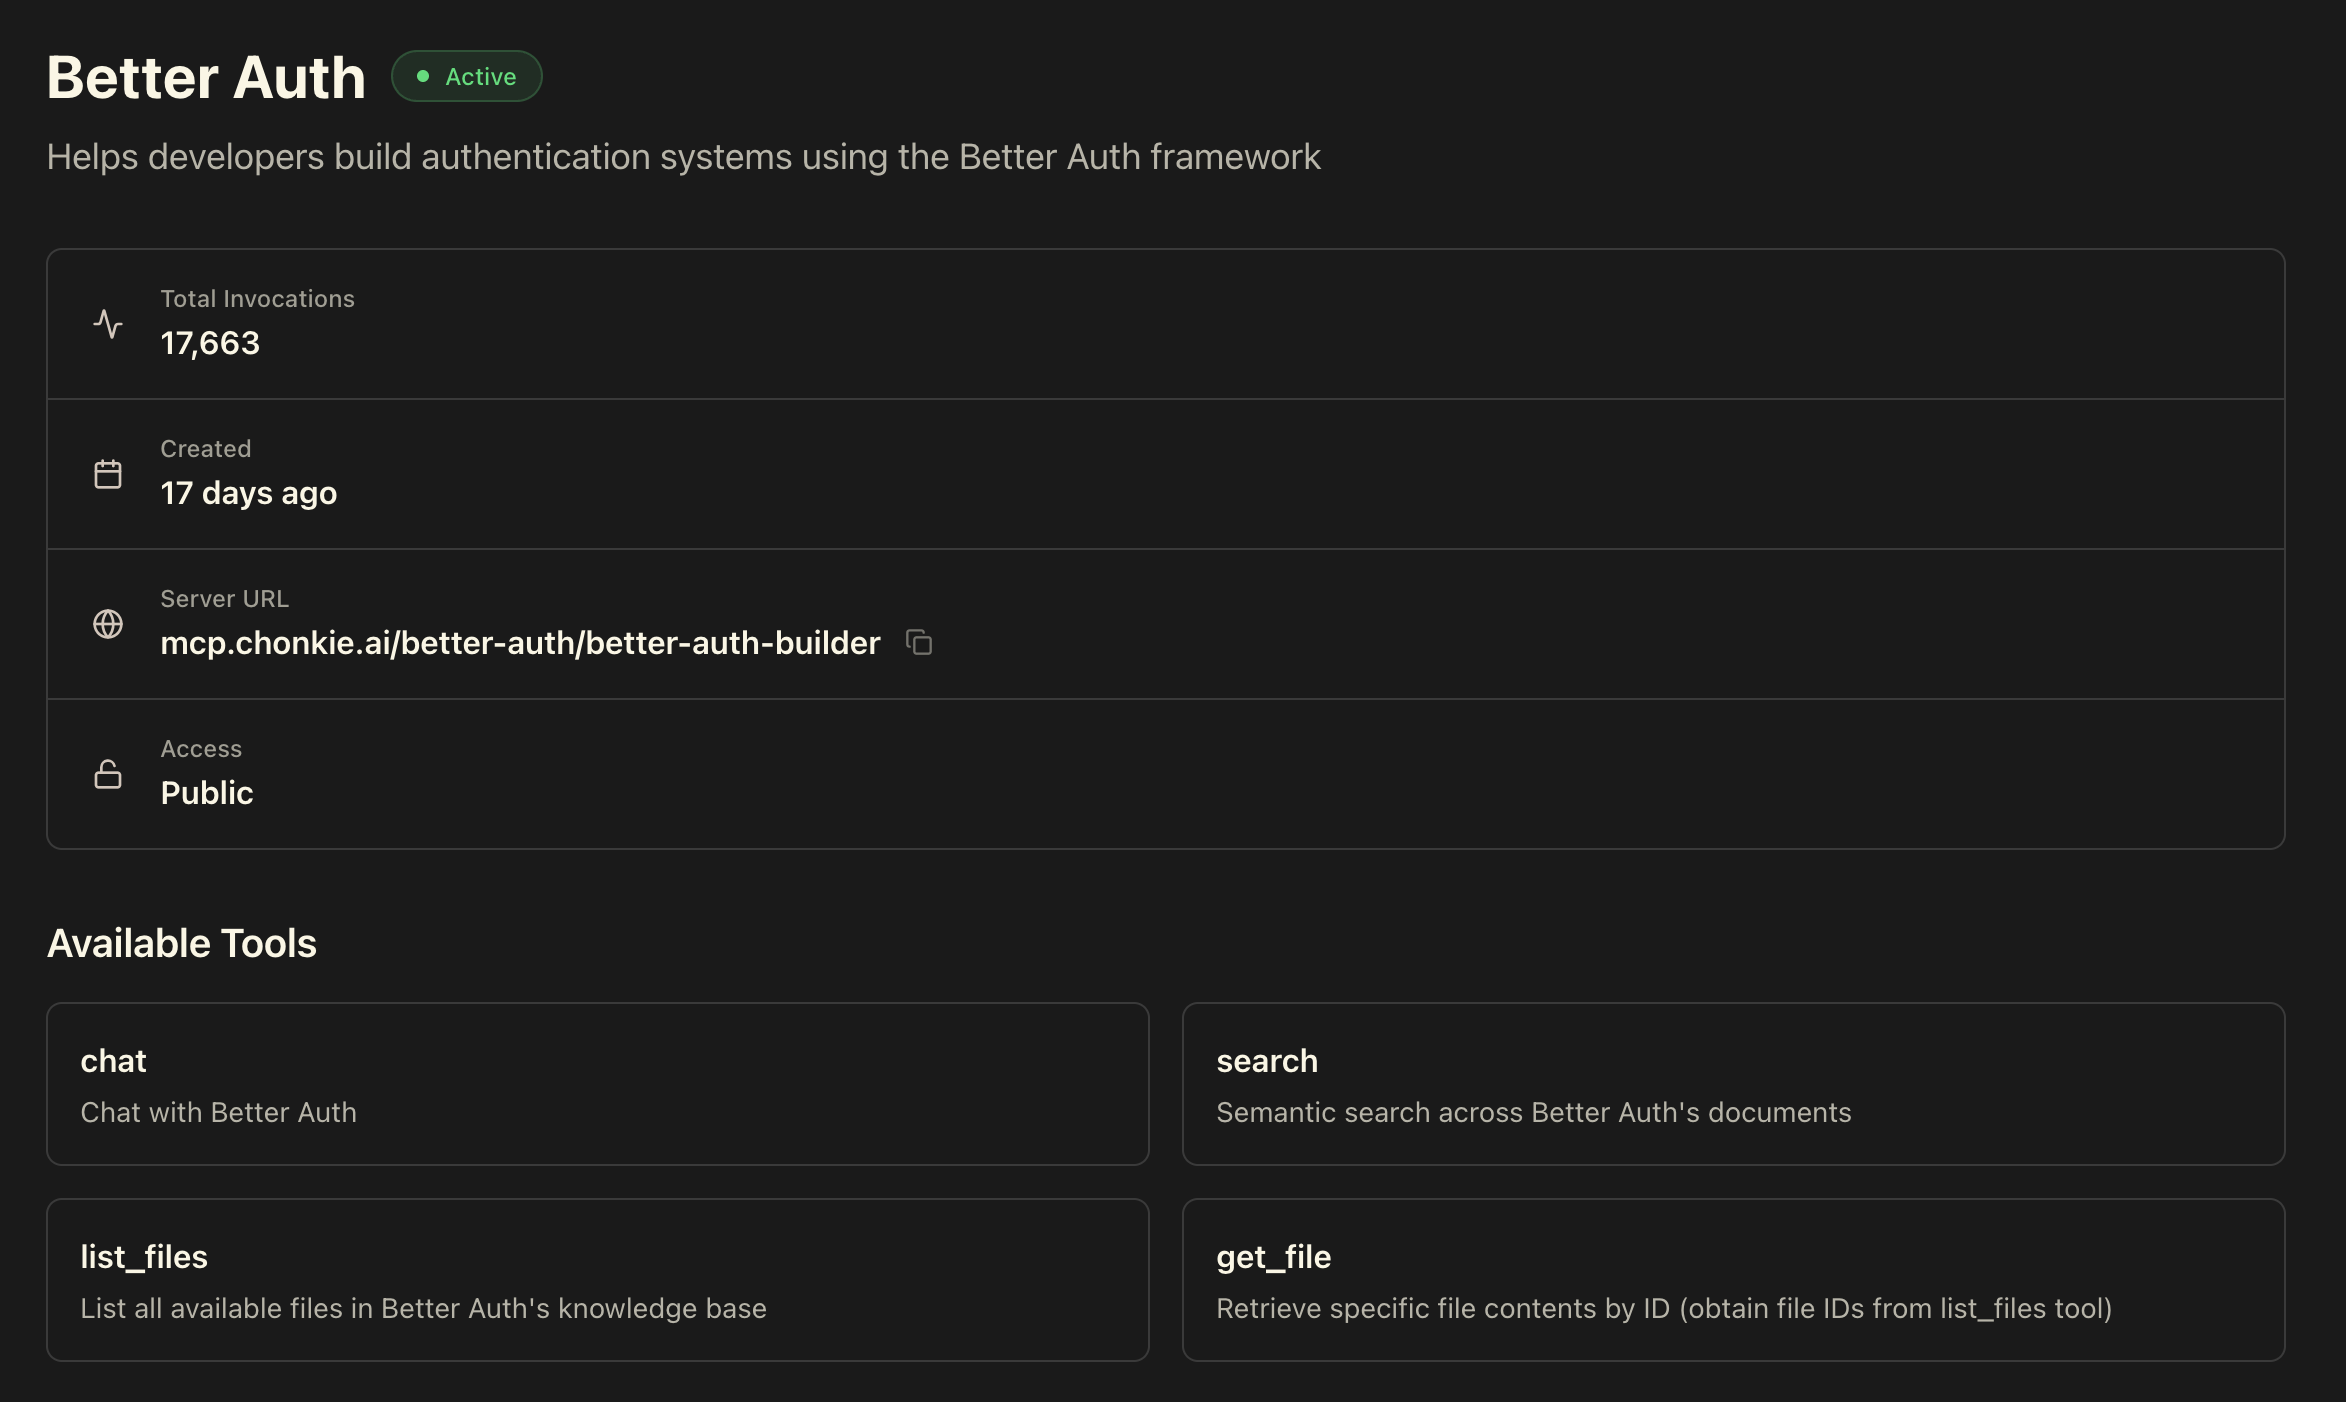 Better Auth
Active
Helps developers build authentication systems using the Better Auth framework
Total Invocations
17,663
Created
17 days ago
Server URL
mcp.chonkie.ai/better-auth/better-auth-builder
Access
Public
Available Tools
chat
Chat with Better Auth
search
Semantic search across Better Auth's documents
list_files
List all available files in Better Auth's knowledge base
get_file
Retrieve specific file contents by ID (obtain file IDs from list_files tool)